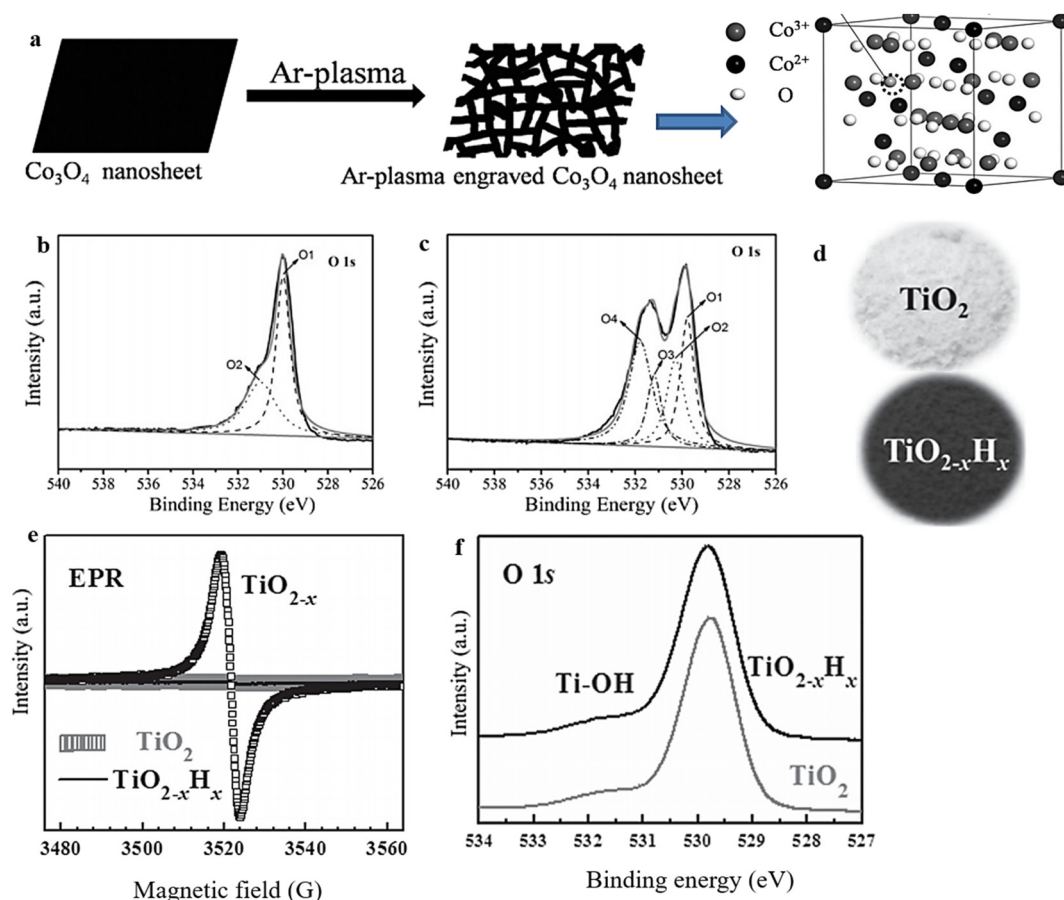 a
Ar-plasma
Co₃O₄ nanosheet
Ar-plasma engraved Co₃O₄ nanosheet
Co³⁺
Co²⁺
O
b
O 1s
O1
O2
Intensity (a.u.)
540 538 536 534 532 530 528 526
Binding Energy (eV)
c
O 1s
O1
O2
O3
O4
Intensity (a.u.)
540 538 536 534 532 530 528 526
Binding Energy (eV)
d
TiO₂
TiO₂₋ₓHₓ
e
EPR
TiO₂₋ₓ
TiO₂
TiO₂₋ₓHₓ
Intensity (a.u.)
3480 3500 3520 3540 3560
Magnetic field (G)
f
O 1s
Ti-OH
TiO₂₋ₓHₓ
TiO₂
Intensity (a.u.)
534 533 532 531 530 529 528 527
Binding energy (eV)